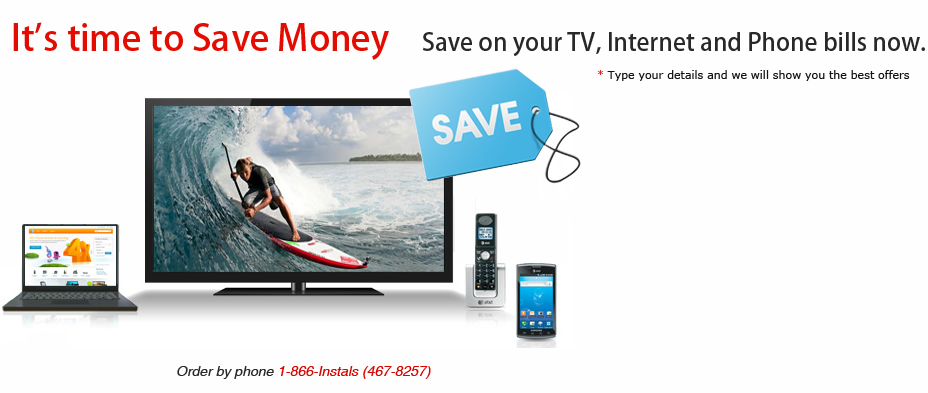 It's time to Save Money
Save on your TV, Internet and Phone bills now.
* Type your details and we will show you the best offers
SAVE
at&t
Order by phone 1-866-Instals (467-8257)